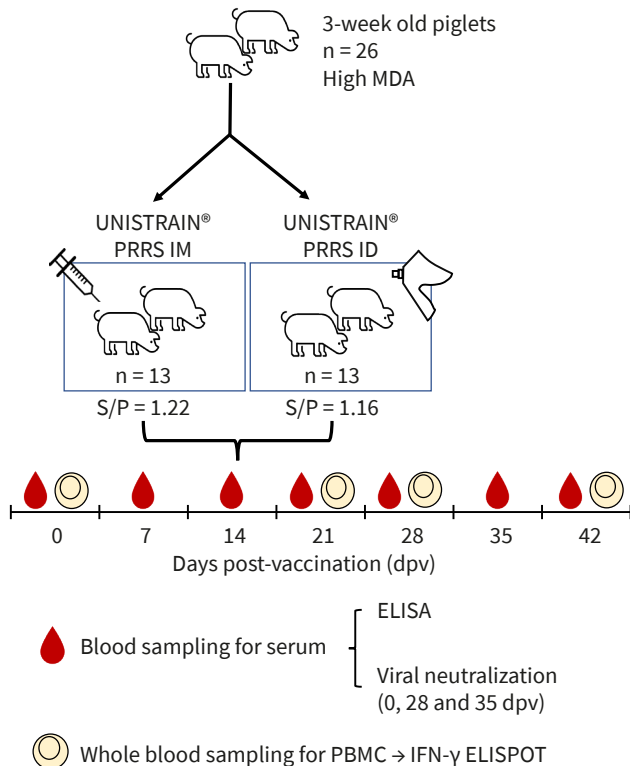 3-week old piglets
n = 26
High MDA
UNISTRAIN®
PRRS IM
UNISTRAIN®
PRRS ID
n = 13
n = 13
S/P = 1.22
S/P = 1.16
0 7 14 21 28 35 42
Days post-vaccination (dpv)
ELISA
Blood sampling for serum
Viral neutralization
(0, 28 and 35 dpv)
Whole blood sampling for PBMC → IFN-γ ELISPOT